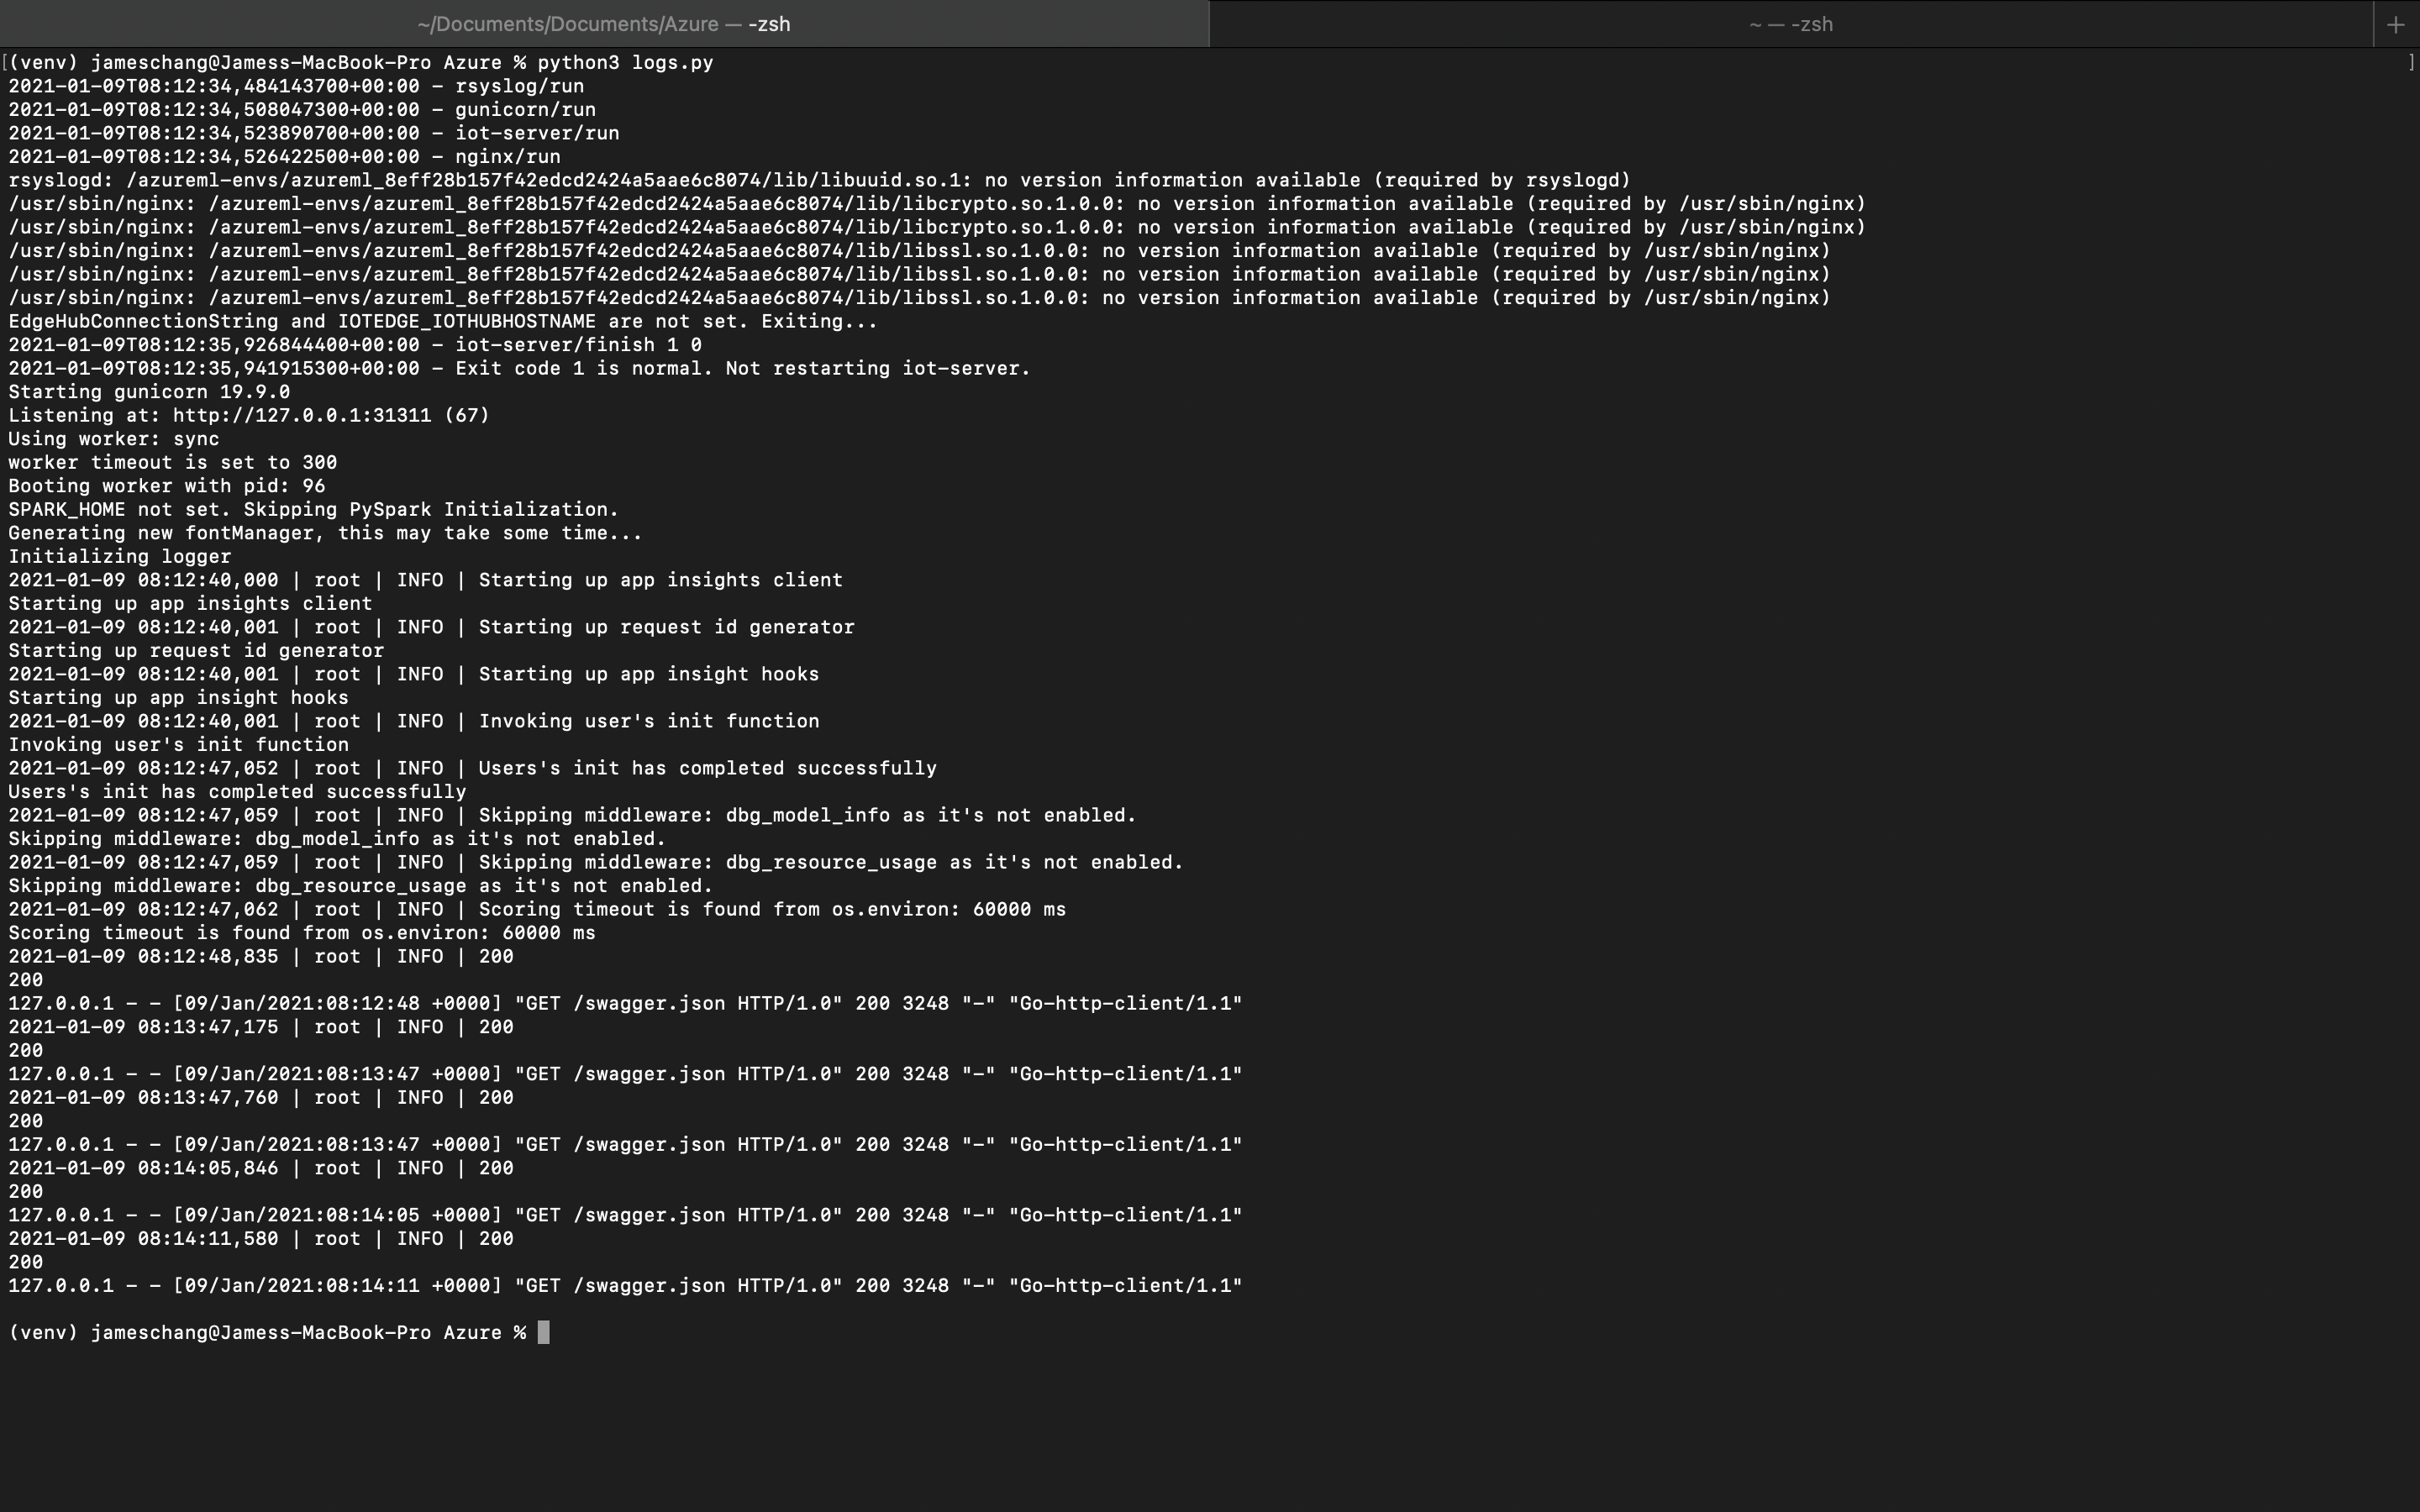 ~/Documents/Documents/Azure — -zsh
~ — -zsh
+
[(venv) jameschang@Jamess-MacBook-Pro Azure % python3 logs.py ]
2021-01-09T08:12:34,484143700+00:00 - rsyslog/run
2021-01-09T08:12:34,508047300+00:00 - gunicorn/run
2021-01-09T08:12:34,523890700+00:00 - iot-server/run
2021-01-09T08:12:34,526422500+00:00 - nginx/run
rsyslogd: /azureml-envs/azureml_8eff28b157f42edcd2424a5aae6c8074/lib/libuuid.so.1: no version information available (required by rsyslogd)
/usr/sbin/nginx: /azureml-envs/azureml_8eff28b157f42edcd2424a5aae6c8074/lib/libcrypto.so.1.0.0: no version information available (required by /usr/sbin/nginx)
/usr/sbin/nginx: /azureml-envs/azureml_8eff28b157f42edcd2424a5aae6c8074/lib/libcrypto.so.1.0.0: no version information available (required by /usr/sbin/nginx)
/usr/sbin/nginx: /azureml-envs/azureml_8eff28b157f42edcd2424a5aae6c8074/lib/libssl.so.1.0.0: no version information available (required by /usr/sbin/nginx)
/usr/sbin/nginx: /azureml-envs/azureml_8eff28b157f42edcd2424a5aae6c8074/lib/libssl.so.1.0.0: no version information available (required by /usr/sbin/nginx)
/usr/sbin/nginx: /azureml-envs/azureml_8eff28b157f42edcd2424a5aae6c8074/lib/libssl.so.1.0.0: no version information available (required by /usr/sbin/nginx)
EdgeHubConnectionString and IOTEDGE_IOTHUBHOSTNAME are not set. Exiting...
2021-01-09T08:12:35,926844400+00:00 - iot-server/finish 1 0
2021-01-09T08:12:35,941915300+00:00 - Exit code 1 is normal. Not restarting iot-server.
Starting gunicorn 19.9.0
Listening at: http://127.0.0.1:31311 (67)
Using worker: sync
worker timeout is set to 300
Booting worker with pid: 96
SPARK_HOME not set. Skipping PySpark Initialization.
Generating new fontManager, this may take some time...
Initializing logger
2021-01-09 08:12:40,000 | root | INFO | Starting up app insights client
Starting up app insights client
2021-01-09 08:12:40,001 | root | INFO | Starting up request id generator
Starting up request id generator
2021-01-09 08:12:40,001 | root | INFO | Starting up app insight hooks
Starting up app insight hooks
2021-01-09 08:12:40,001 | root | INFO | Invoking user's init function
Invoking user's init function
2021-01-09 08:12:47,052 | root | INFO | Users's init has completed successfully
Users's init has completed successfully
2021-01-09 08:12:47,059 | root | INFO | Skipping middleware: dbg_model_info as it's not enabled.
Skipping middleware: dbg_model_info as it's not enabled.
2021-01-09 08:12:47,059 | root | INFO | Skipping middleware: dbg_resource_usage as it's not enabled.
Skipping middleware: dbg_resource_usage as it's not enabled.
2021-01-09 08:12:47,062 | root | INFO | Scoring timeout is found from os.environ: 60000 ms
Scoring timeout is found from os.environ: 60000 ms
2021-01-09 08:12:48,835 | root | INFO | 200
200
127.0.0.1 - - [09/Jan/2021:08:12:48 +0000] "GET /swagger.json HTTP/1.0" 200 3248 "-" "Go-http-client/1.1"
2021-01-09 08:13:47,175 | root | INFO | 200
200
127.0.0.1 - - [09/Jan/2021:08:13:47 +0000] "GET /swagger.json HTTP/1.0" 200 3248 "-" "Go-http-client/1.1"
2021-01-09 08:13:47,760 | root | INFO | 200
200
127.0.0.1 - - [09/Jan/2021:08:13:47 +0000] "GET /swagger.json HTTP/1.0" 200 3248 "-" "Go-http-client/1.1"
2021-01-09 08:14:05,846 | root | INFO | 200
200
127.0.0.1 - - [09/Jan/2021:08:14:05 +0000] "GET /swagger.json HTTP/1.0" 200 3248 "-" "Go-http-client/1.1"
2021-01-09 08:14:11,580 | root | INFO | 200
200
127.0.0.1 - - [09/Jan/2021:08:14:11 +0000] "GET /swagger.json HTTP/1.0" 200 3248 "-" "Go-http-client/1.1"
(venv) jameschang@Jamess-MacBook-Pro Azure %